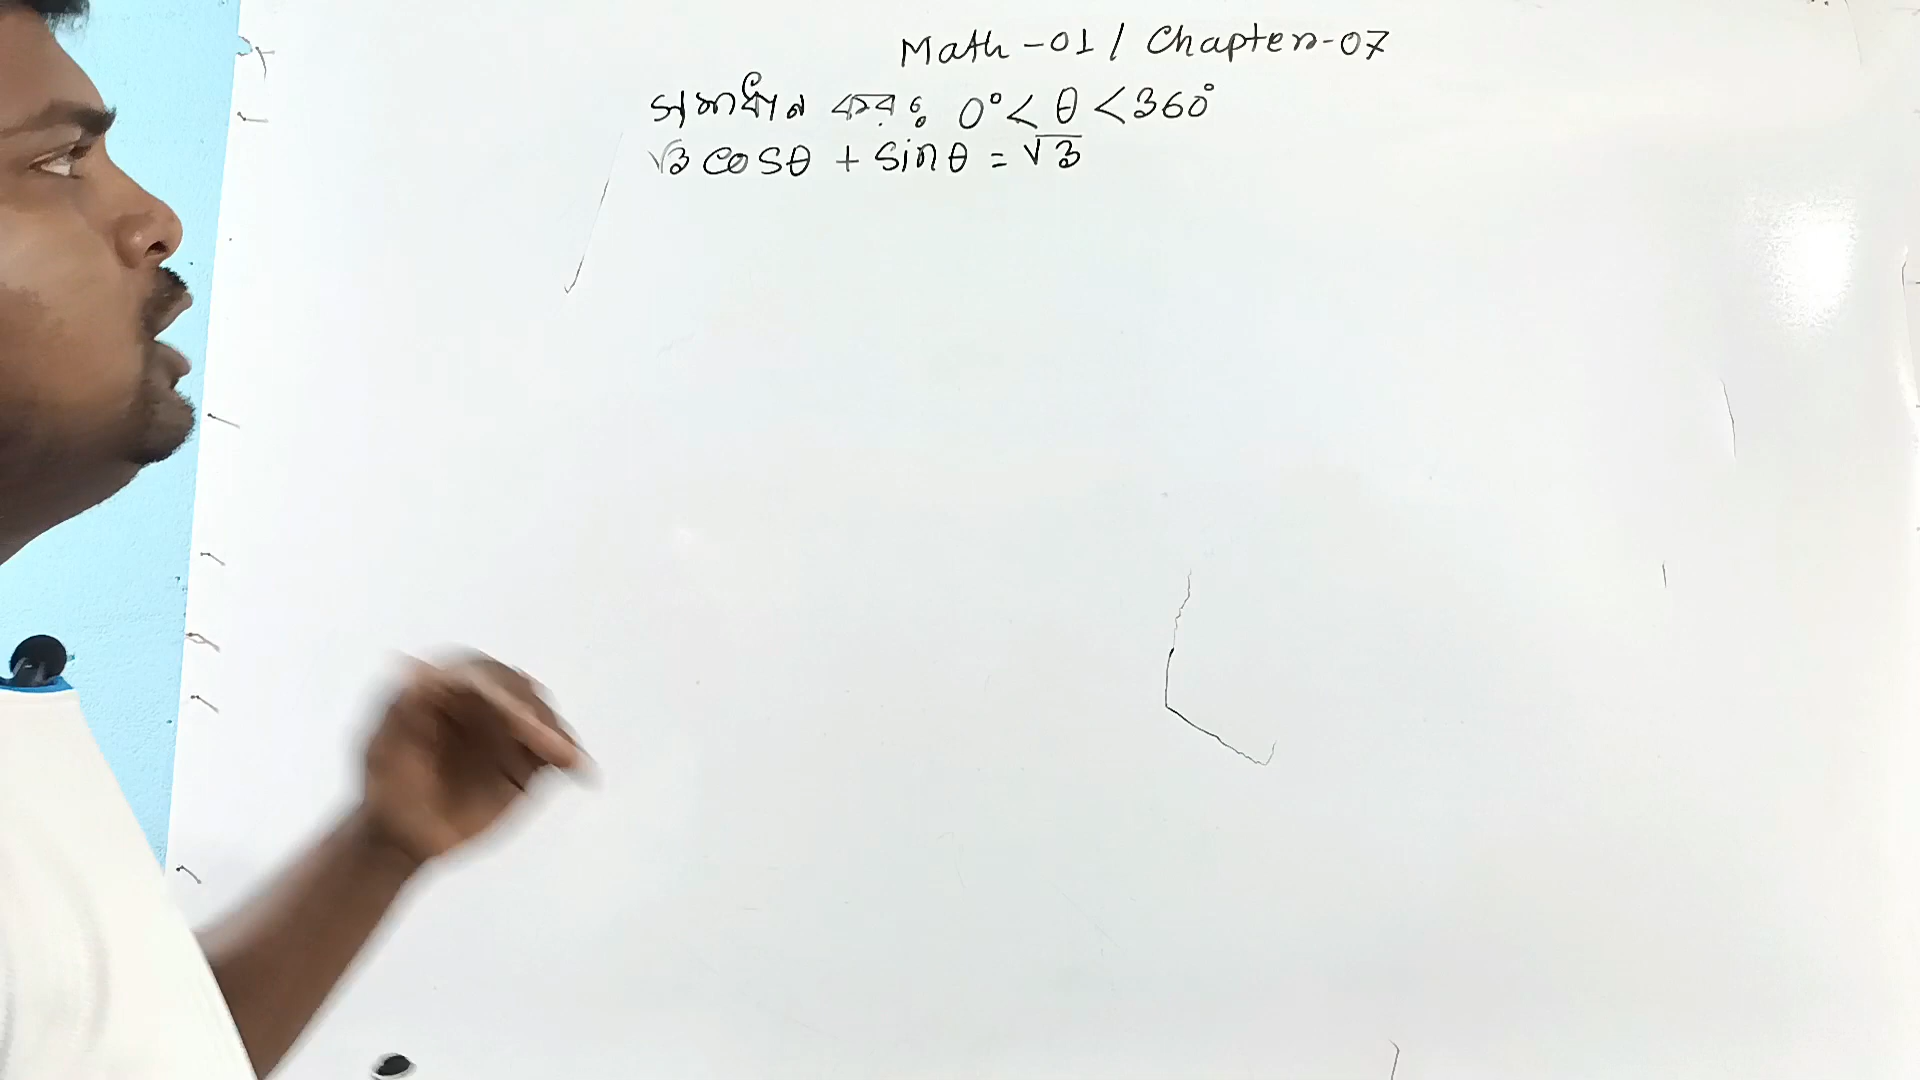 Math-01 / Chapter-07
সমাধান কর: 0° < θ < 360°
√3 cosθ + sinθ = √3